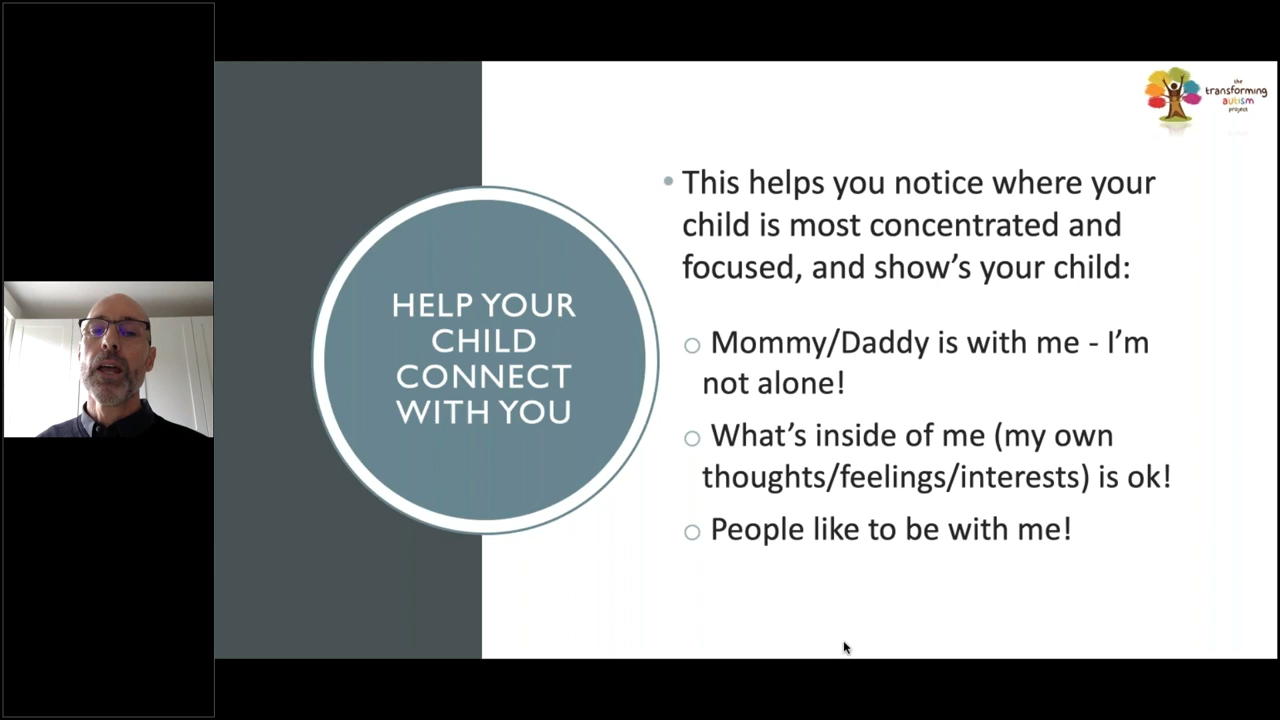 the
transforming
autism
project
HELP YOUR
CHILD
CONNECT
WITH YOU
• This helps you notice where your
child is most concentrated and
focused, and show’s your child:
○ Mommy/Daddy is with me - I’m
not alone!
○ What’s inside of me (my own
thoughts/feelings/interests) is ok!
○ People like to be with me!